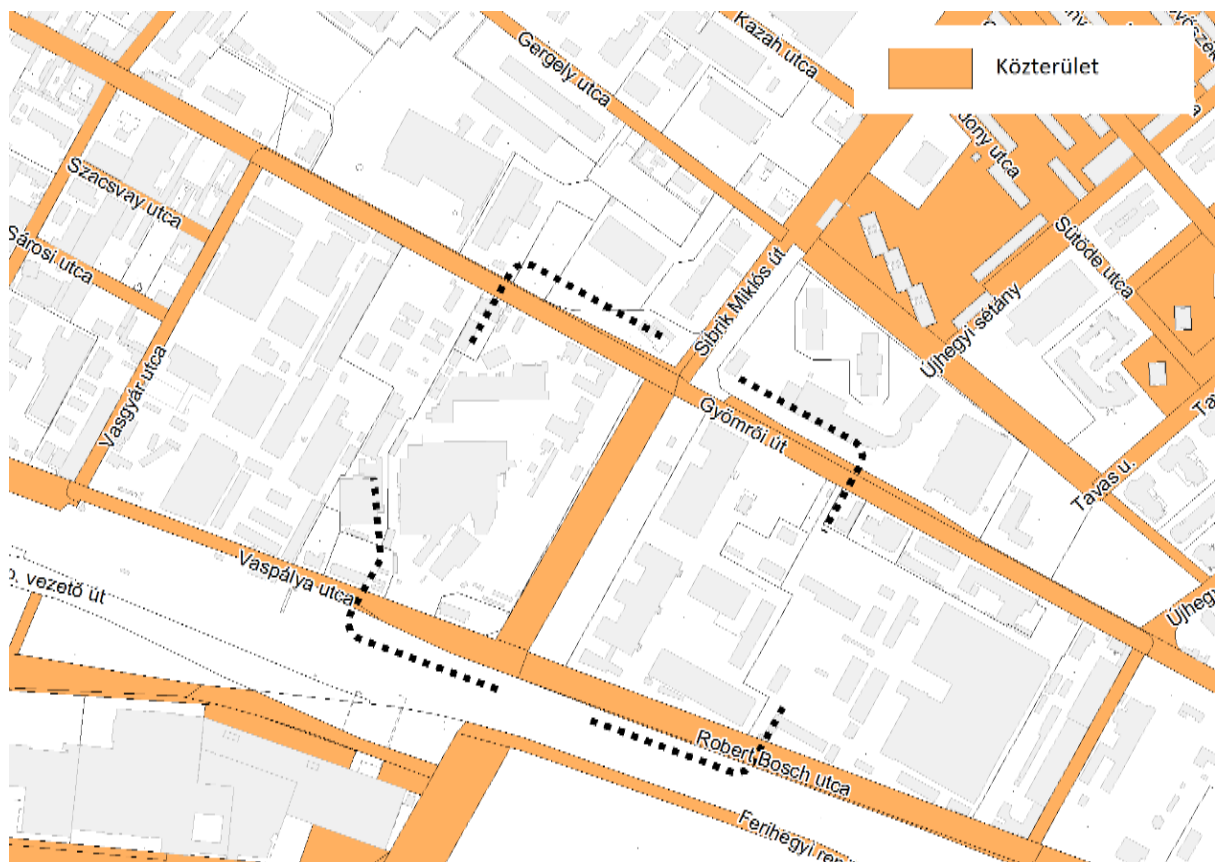 Kazah utca
Gergely utca
Közterület
Szacsvay utca
Sárosi utca
Sütöde utca
Sibrik Miklós út
Újhegyi sétány
Vasgyár utca
Gyömrői út
Tavas u.
Vaspálya utca
vezető út
Robert Bosch utca
Ferihegyi